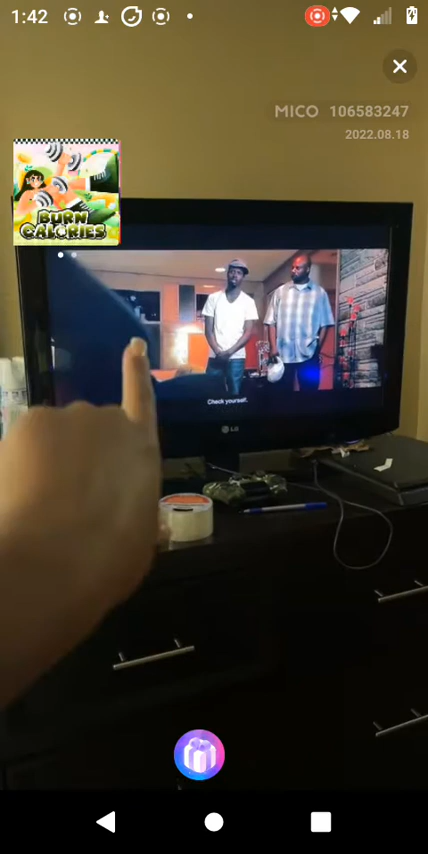 1:42
MICO 106583247
2022.08.18
BURN
CALORIES
Check yourself.
LG